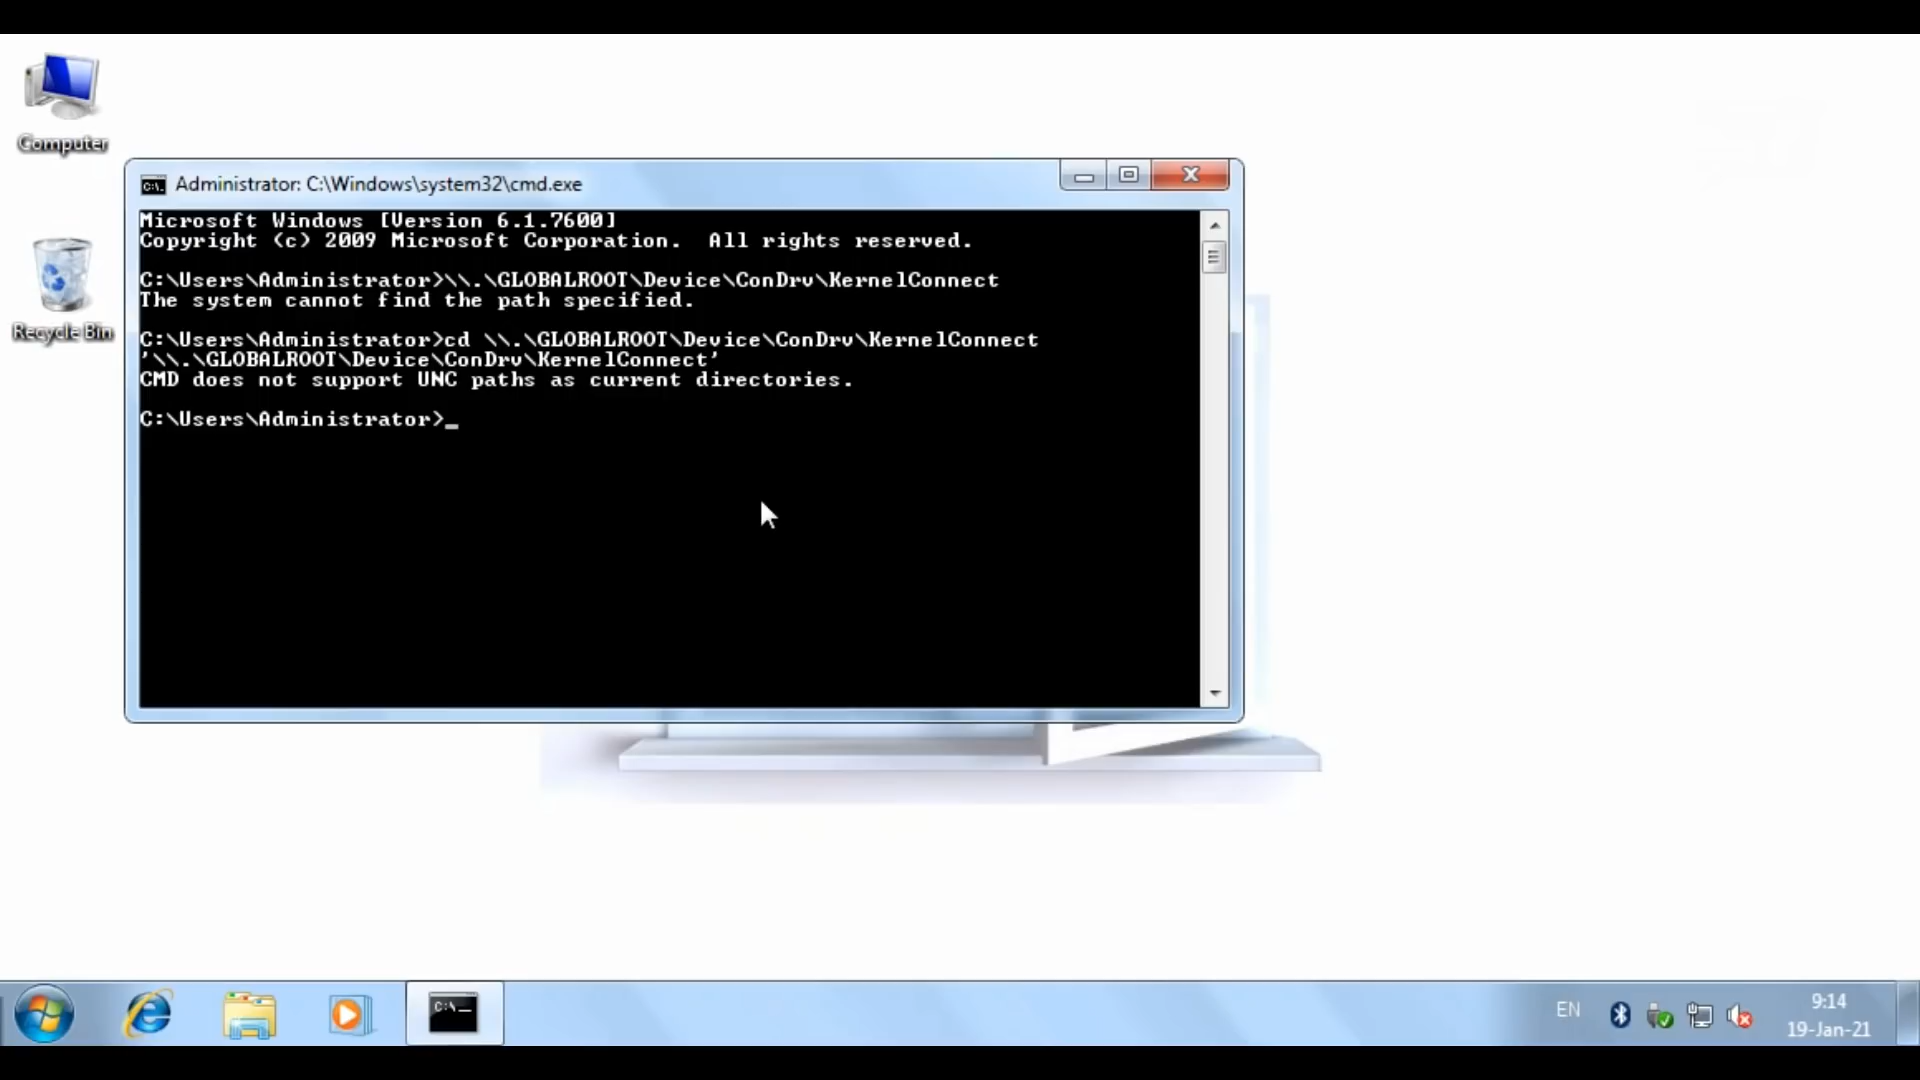 Computer
Recycle Bin
Administrator: C:\Windows\system32\cmd.exe
Microsoft Windows [Version 6.1.7600]
Copyright (c) 2009 Microsoft Corporation.  All rights reserved.
C:\Users\Administrator>\\.\GLOBALROOT\Device\ConDrv\KernelConnect
The system cannot find the path specified.
C:\Users\Administrator>cd \\.\GLOBALROOT\Device\ConDrv\KernelConnect
'\\.\GLOBALROOT\Device\ConDrv\KernelConnect'
CMD does not support UNC paths as current directories.
C:\Users\Administrator>_
EN
9:14
19-Jan-21